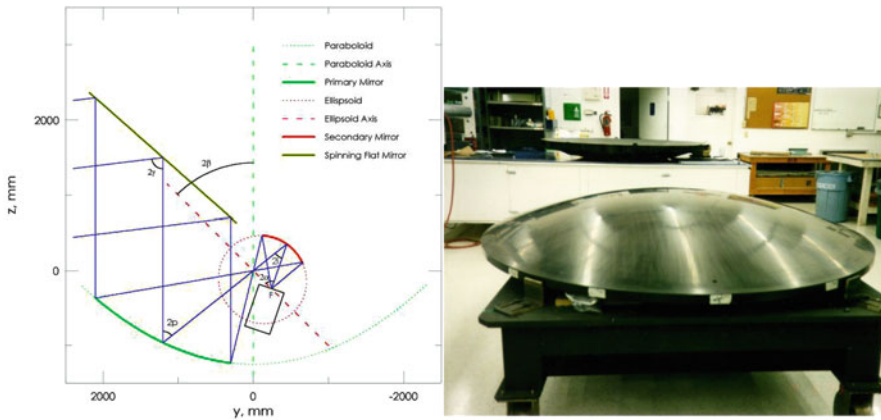 Paraboloid
Paraboloid Axis
Primary Mirror
Ellipsoid
Ellipsoid Axis
Secondary Mirror
Spinning Flat Mirror
z, mm
2000
0
2β
2γ
2ρ
F
2000
0
-2000
y, mm